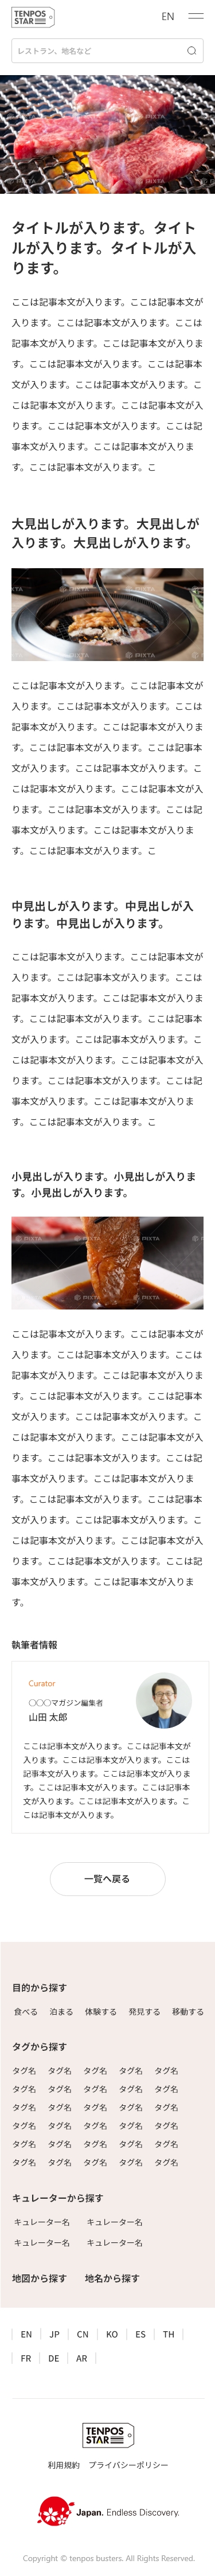 TENPOS
STAR
EN
レストラン、地名など
PIXTA
タイトルが入ります。タイト
ルが入ります。タイトルが入
ります。
ここは記事本文が入ります。ここは記事本文が
入ります。ここは記事本文が入ります。ここは
記事本文が入ります。ここは記事本文が入りま
す。ここは記事本文が入ります。ここは記事本
文が入ります。ここは記事本文が入ります。こ
こは記事本文が入ります。ここは記事本文が入
ります。ここは記事本文が入ります。ここは記
事本文が入ります。ここは記事本文が入りま
す。ここは記事本文が入ります。こ
大見出しが入ります。大見出しが
入ります。大見出しが入ります。
PIXTA
ここは記事本文が入ります。ここは記事本文が
入ります。ここは記事本文が入ります。ここは
記事本文が入ります。ここは記事本文が入りま
す。ここは記事本文が入ります。ここは記事本
文が入ります。ここは記事本文が入ります。こ
こは記事本文が入ります。ここは記事本文が入
ります。ここは記事本文が入ります。ここは記
事本文が入ります。ここは記事本文が入りま
す。ここは記事本文が入ります。こ
中見出しが入ります。中見出しが入
ります。中見出しが入ります。
ここは記事本文が入ります。ここは記事本文が
入ります。ここは記事本文が入ります。ここは
記事本文が入ります。ここは記事本文が入りま
す。ここは記事本文が入ります。ここは記事本
文が入ります。ここは記事本文が入ります。こ
こは記事本文が入ります。ここは記事本文が入
ります。ここは記事本文が入ります。ここは記
事本文が入ります。ここは記事本文が入りま
す。ここは記事本文が入ります。こ
小見出しが入ります。小見出しが入りま
す。小見出しが入ります。
PIXTA
ここは記事本文が入ります。ここは記事本文が
入ります。ここは記事本文が入ります。ここは
記事本文が入ります。ここは記事本文が入りま
す。ここは記事本文が入ります。ここは記事本
文が入ります。ここは記事本文が入ります。こ
こは記事本文が入ります。ここは記事本文が入
ります。ここは記事本文が入ります。ここは記
事本文が入ります。ここは記事本文が入りま
す。ここは記事本文が入ります。ここは記事本
文が入ります。ここは記事本文が入ります。こ
こは記事本文が入ります。ここは記事本文が入
ります。ここは記事本文が入ります。ここは記
事本文が入ります。ここは記事本文が入りま
す。
執筆者情報
Curator
〇〇〇マガジン編集者
山田 太郎
ここは記事本文が入ります。ここは記事本文
が入ります。ここは記事本文が入ります。ここは
記事本文が入ります。ここは記事本文が入りま
す。ここは記事本文が入ります。ここは記事本
文が入ります。ここは記事本文が入ります。こ
こは記事本文が入ります。
一覧へ戻る
目的から探す
食べる 泊まる 体験する 発見する 移動する
タグから探す
タグ名 タグ名 タグ名 タグ名 タグ名
タグ名 タグ名 タグ名 タグ名 タグ名
タグ名 タグ名 タグ名 タグ名 タグ名
タグ名 タグ名 タグ名 タグ名 タグ名
タグ名 タグ名 タグ名 タグ名 タグ名
タグ名 タグ名 タグ名 タグ名 タグ名
キュレーターから探す
キュレーター名 キュレーター名
キュレーター名 キュレーター名
地図から探す 地名から探す
EN JP CN KO ES TH
FR DE AR
TENPOS
STAR
利用規約 プライバシーポリシー
Japan. Endless Discovery.
Copyright © tenpos busters. All Rights Reserved.